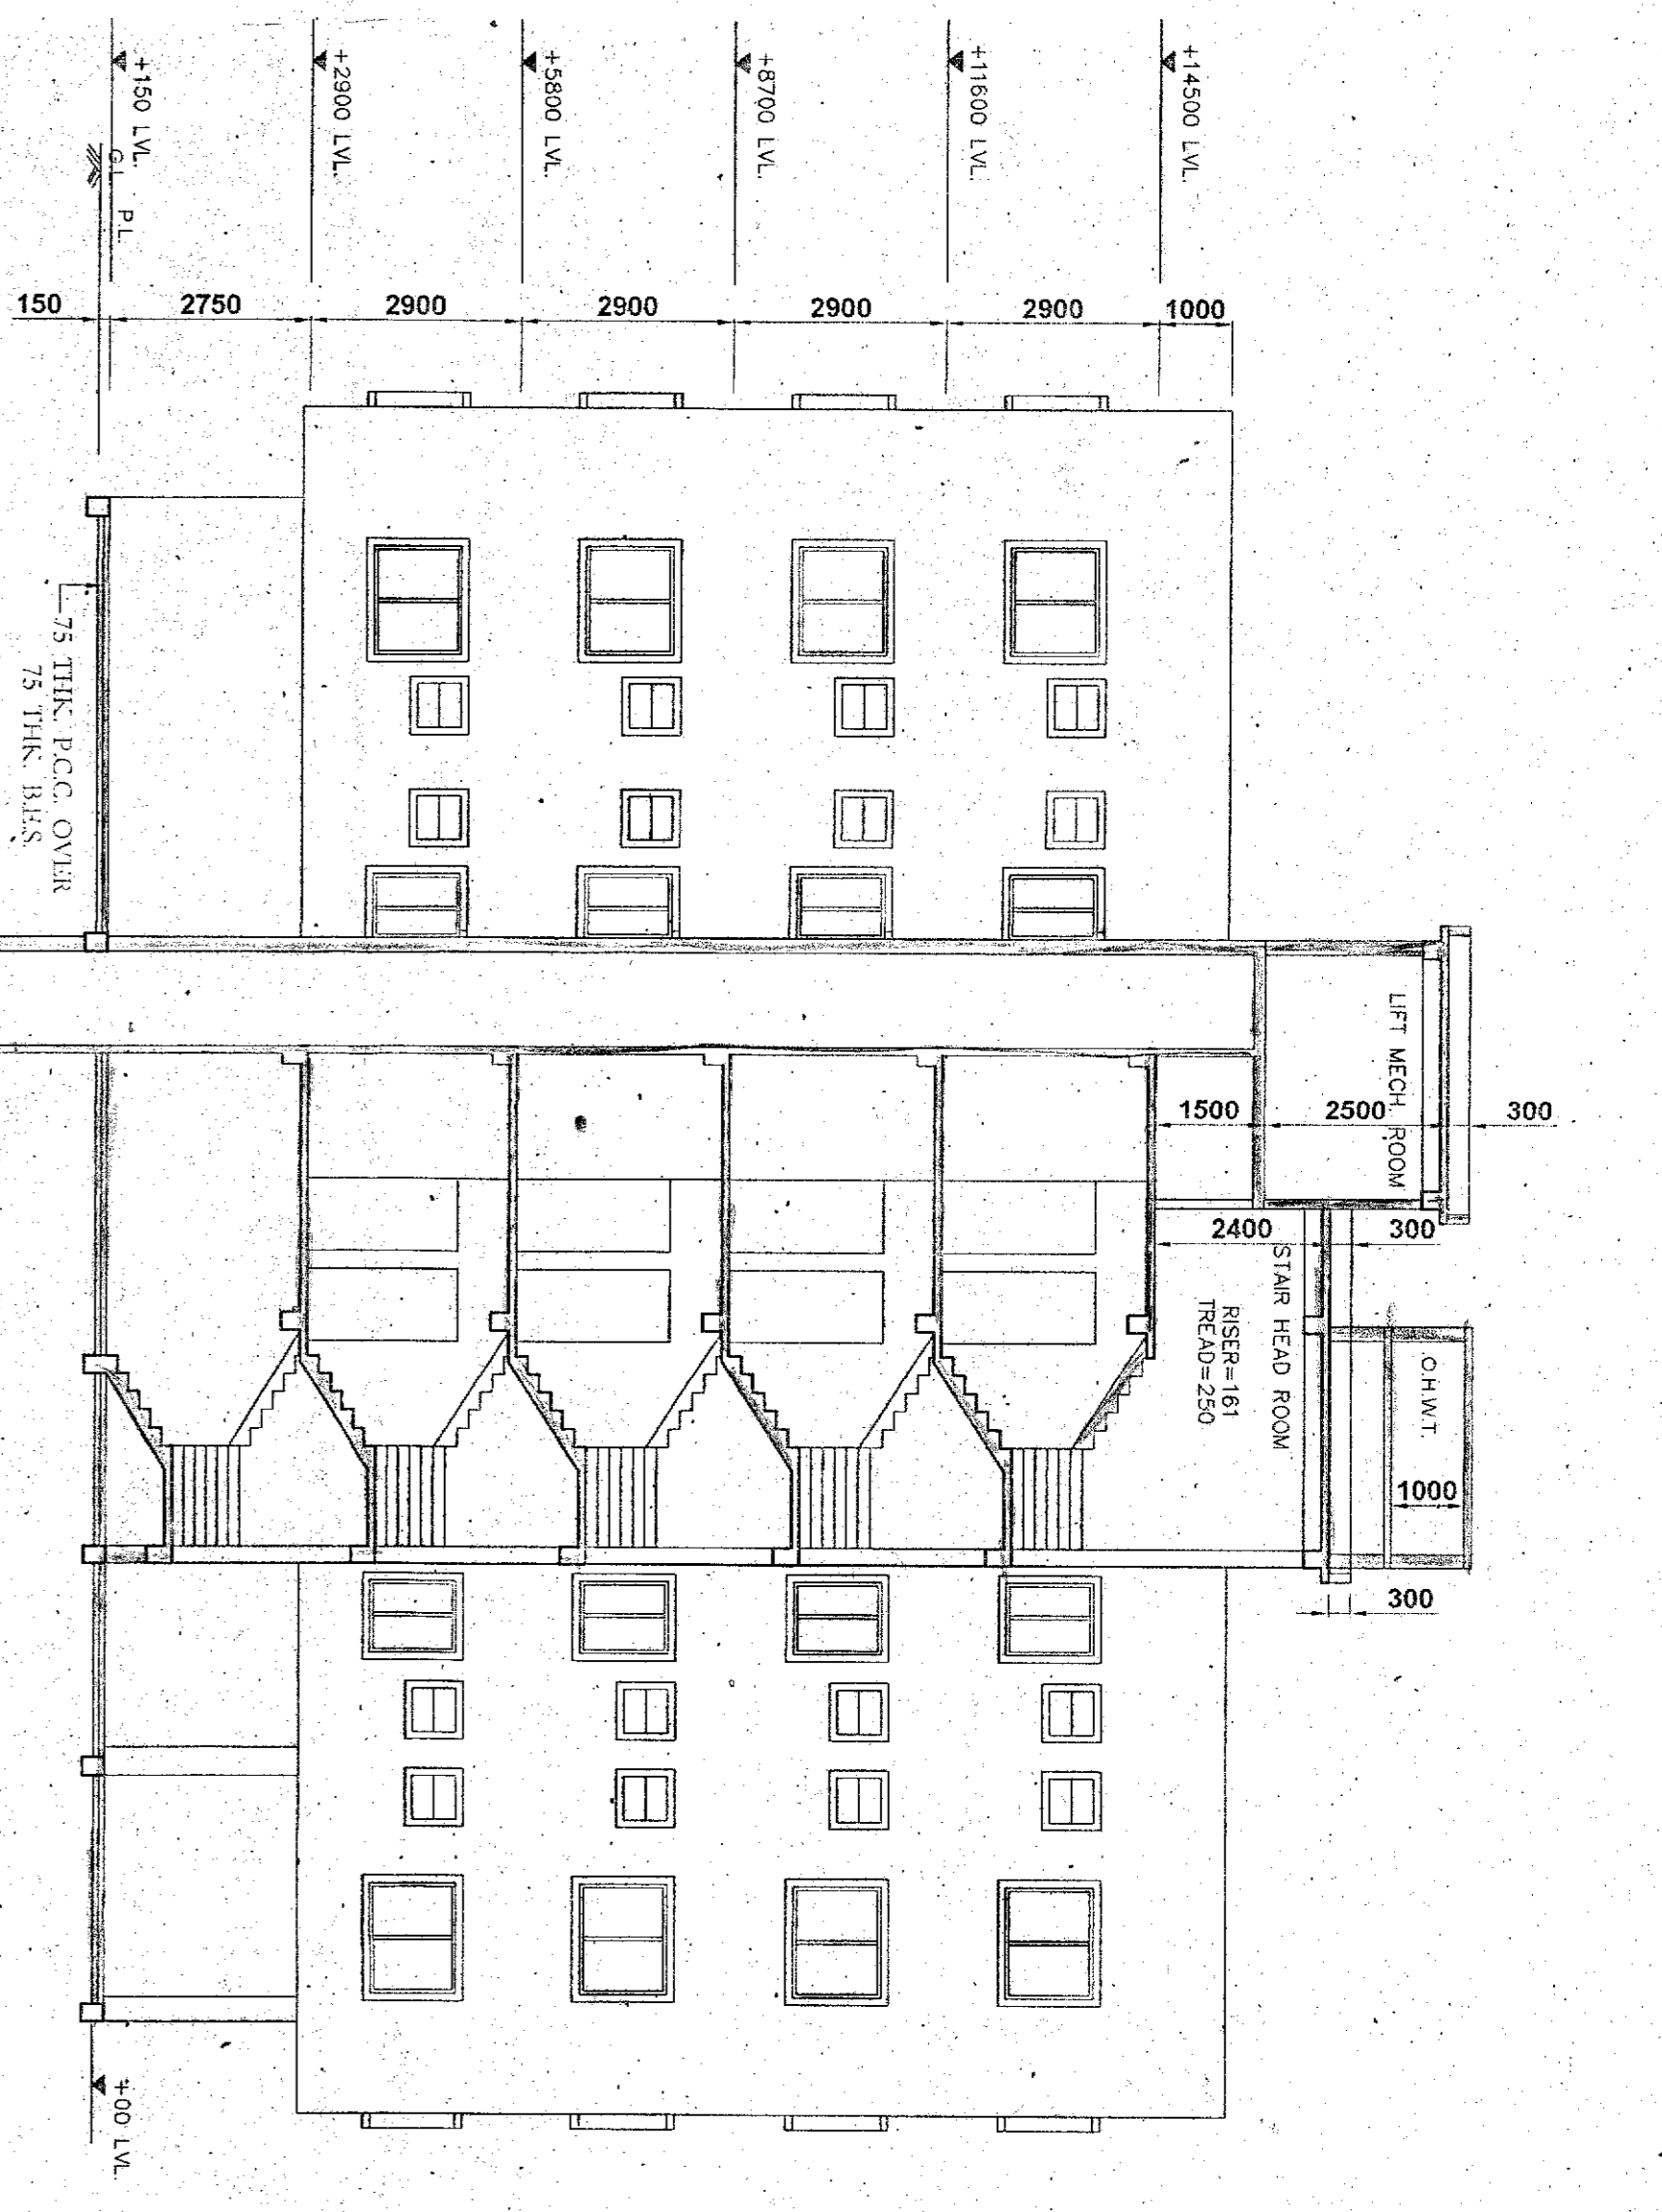 +14500 LVL.
+11600 LVL.
+8700 LVL.
+5800 LVL.
+2900 LVL.
+150 LVL.
G.L
P.L.
150
2750
2900
2900
2900
2900
1000
75 THK. P.C.C. OVER
75 THK. B.F.S.
LIFT MECH. ROOM
1500
2500
300
2400
300
STAIR HEAD ROOM
RISER=161
TREAD=250
O.H.W.T.
1000
300
+00 LVL.